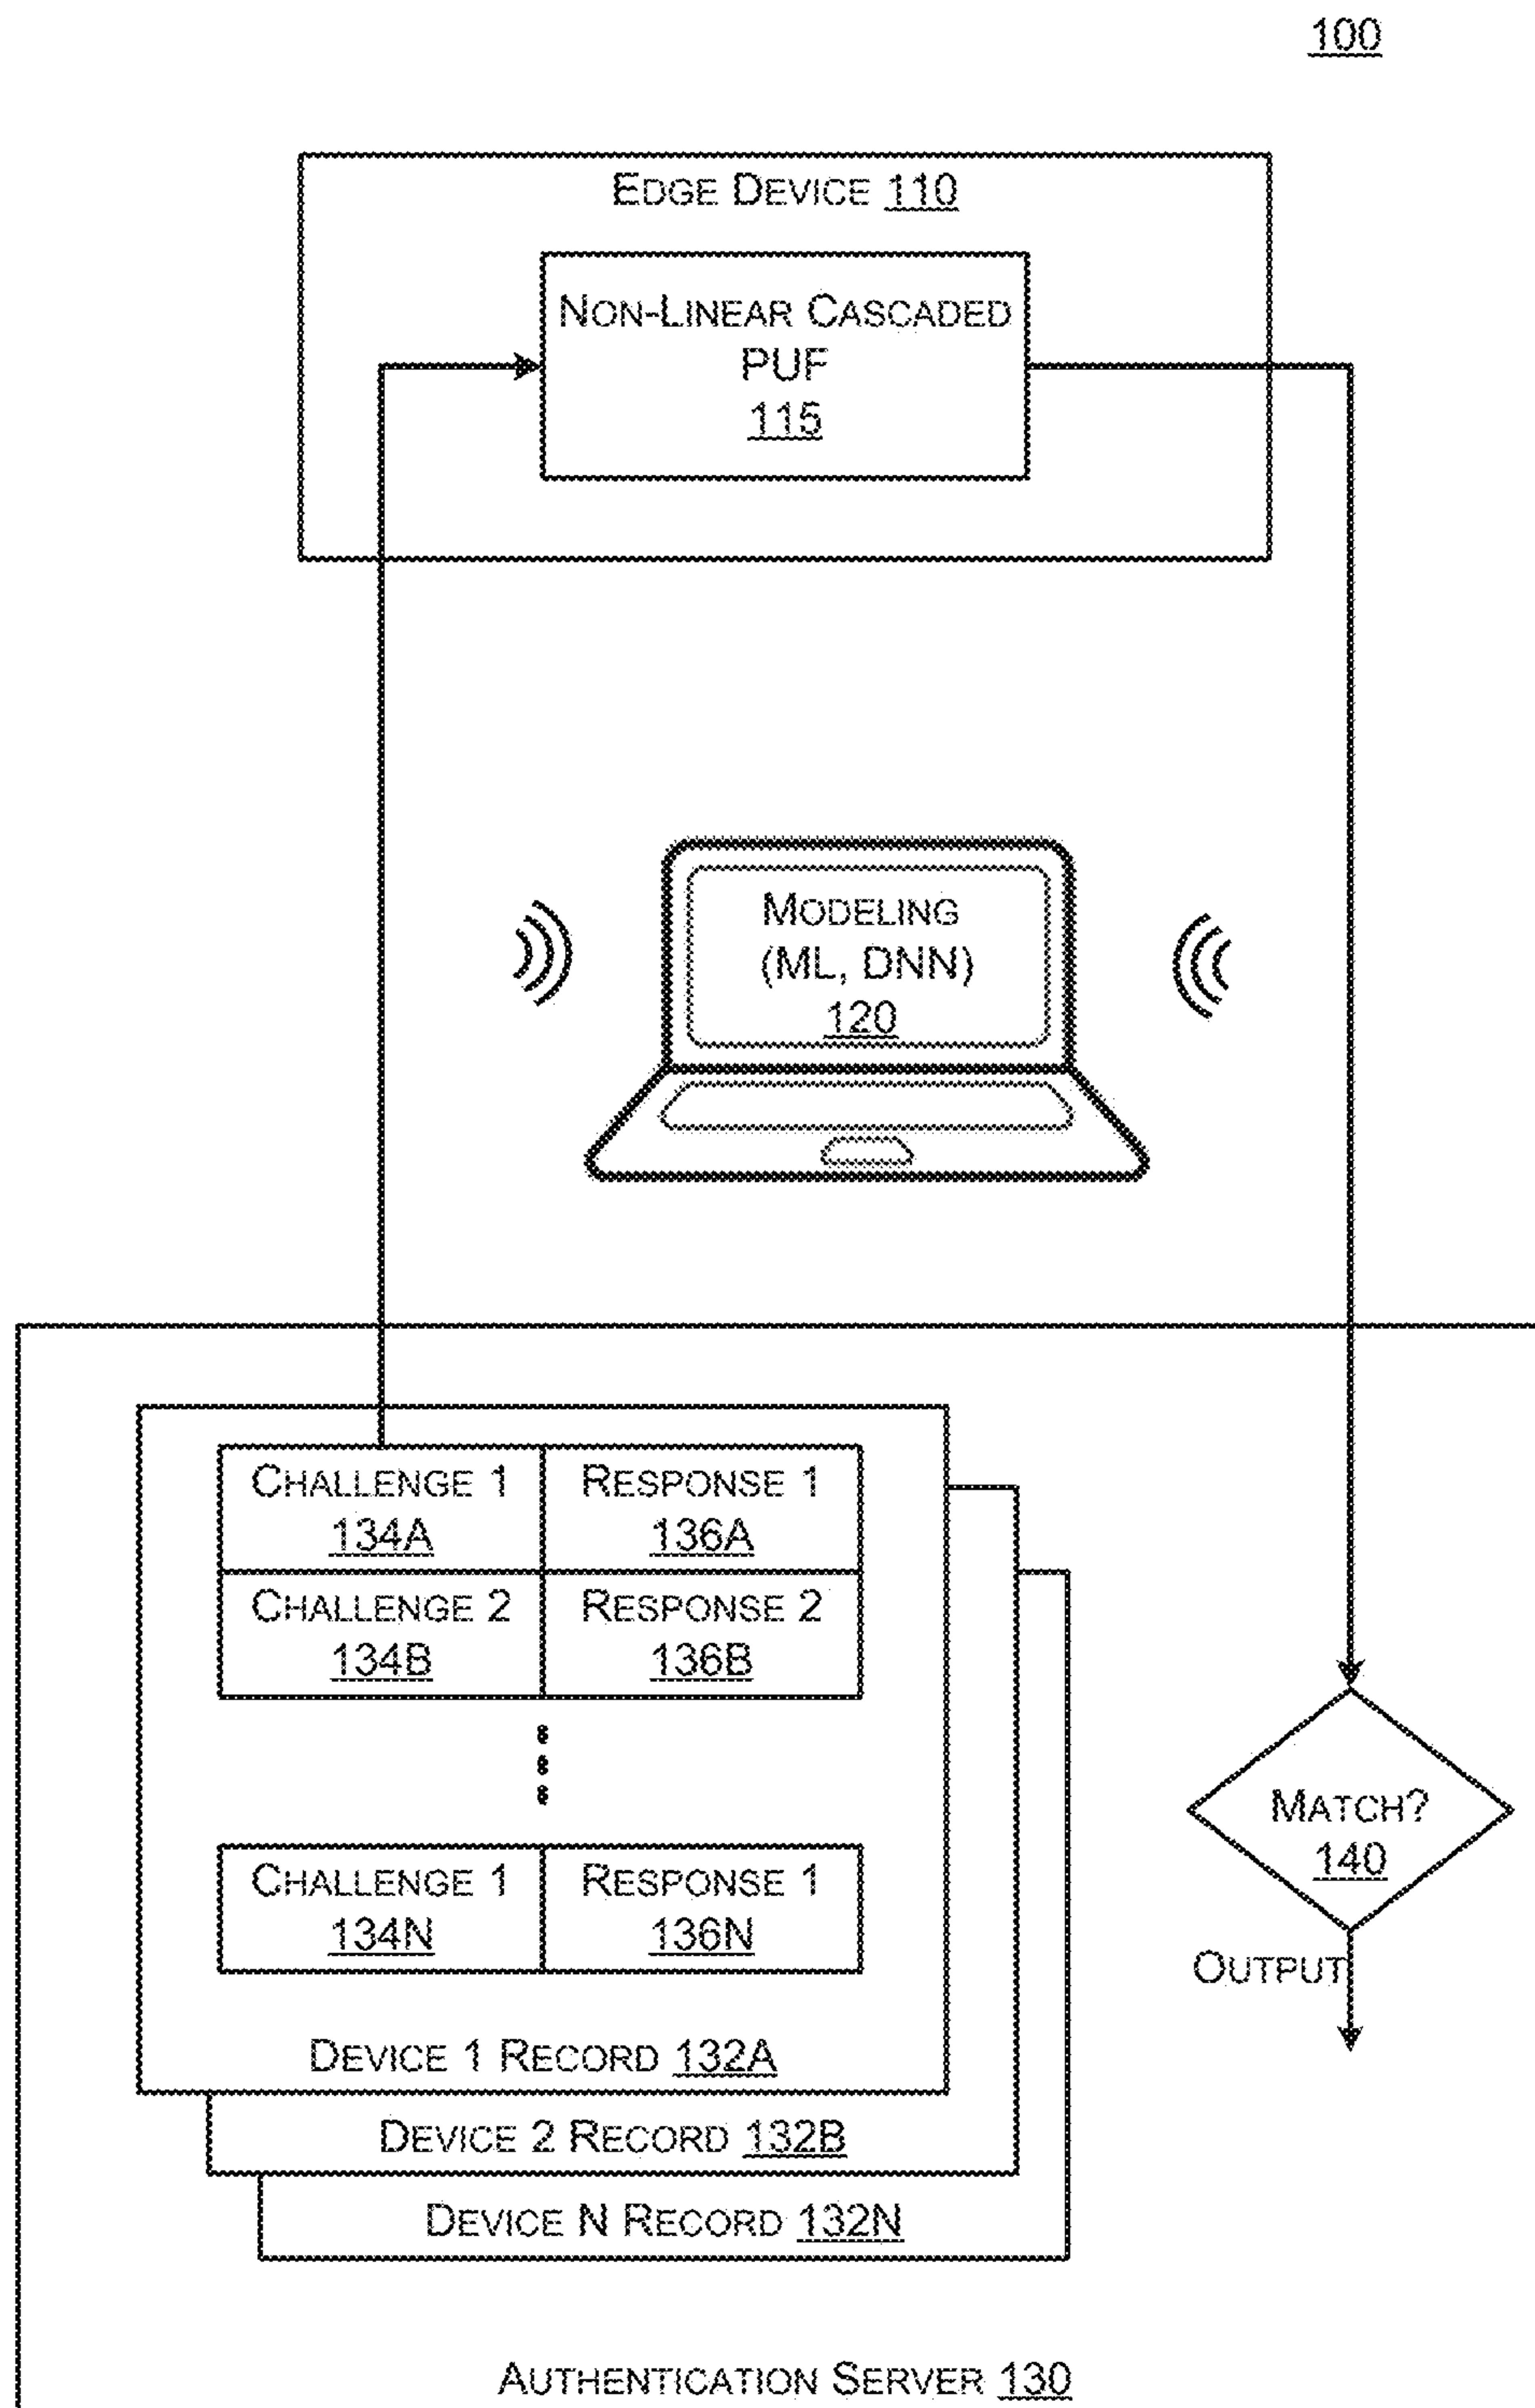 100
EDGE DEVICE 110
NON-LINEAR CASCADED
PUF
115
MODELING
(ML, DNN)
120
CHALLENGE 1 RESPONSE 1
134A 136A
CHALLENGE 2 RESPONSE 2
134B 136B
MATCH?
140
CHALLENGE 1 RESPONSE 1
134N 136N
OUTPUT
DEVICE 1 RECORD 132A
DEVICE 2 RECORD 132B
DEVICE N RECORD 132N
AUTHENTICATION SERVER 130